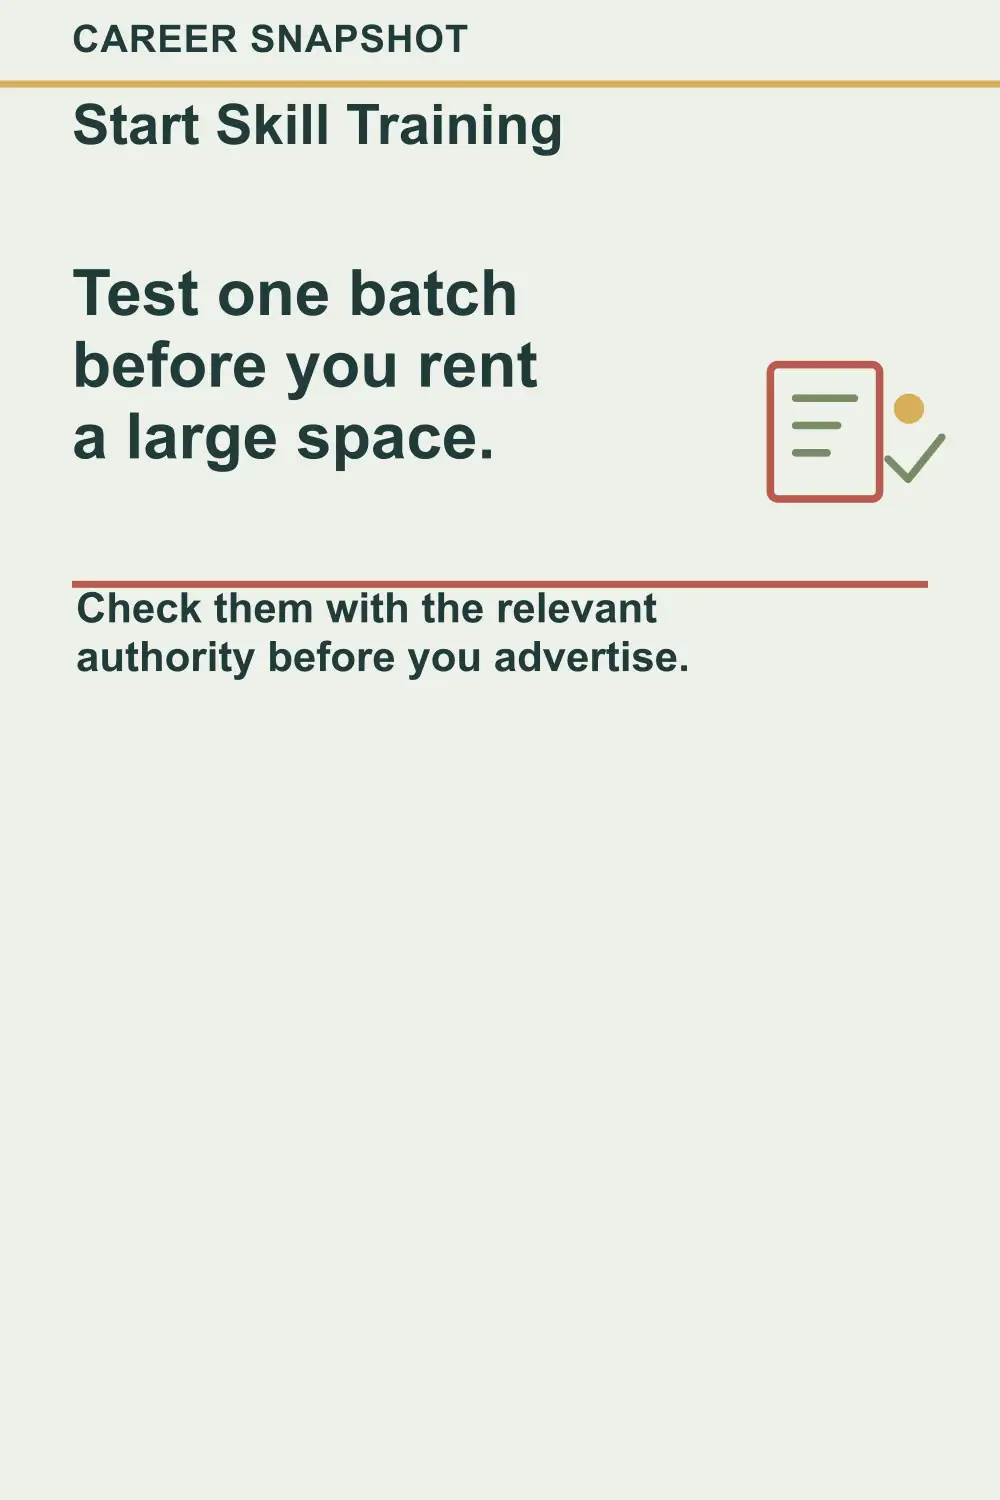 CAREER SNAPSHOT
Start Skill Training
Test one batch
before you rent
a large space.
Check them with the relevant
authority before you advertise.